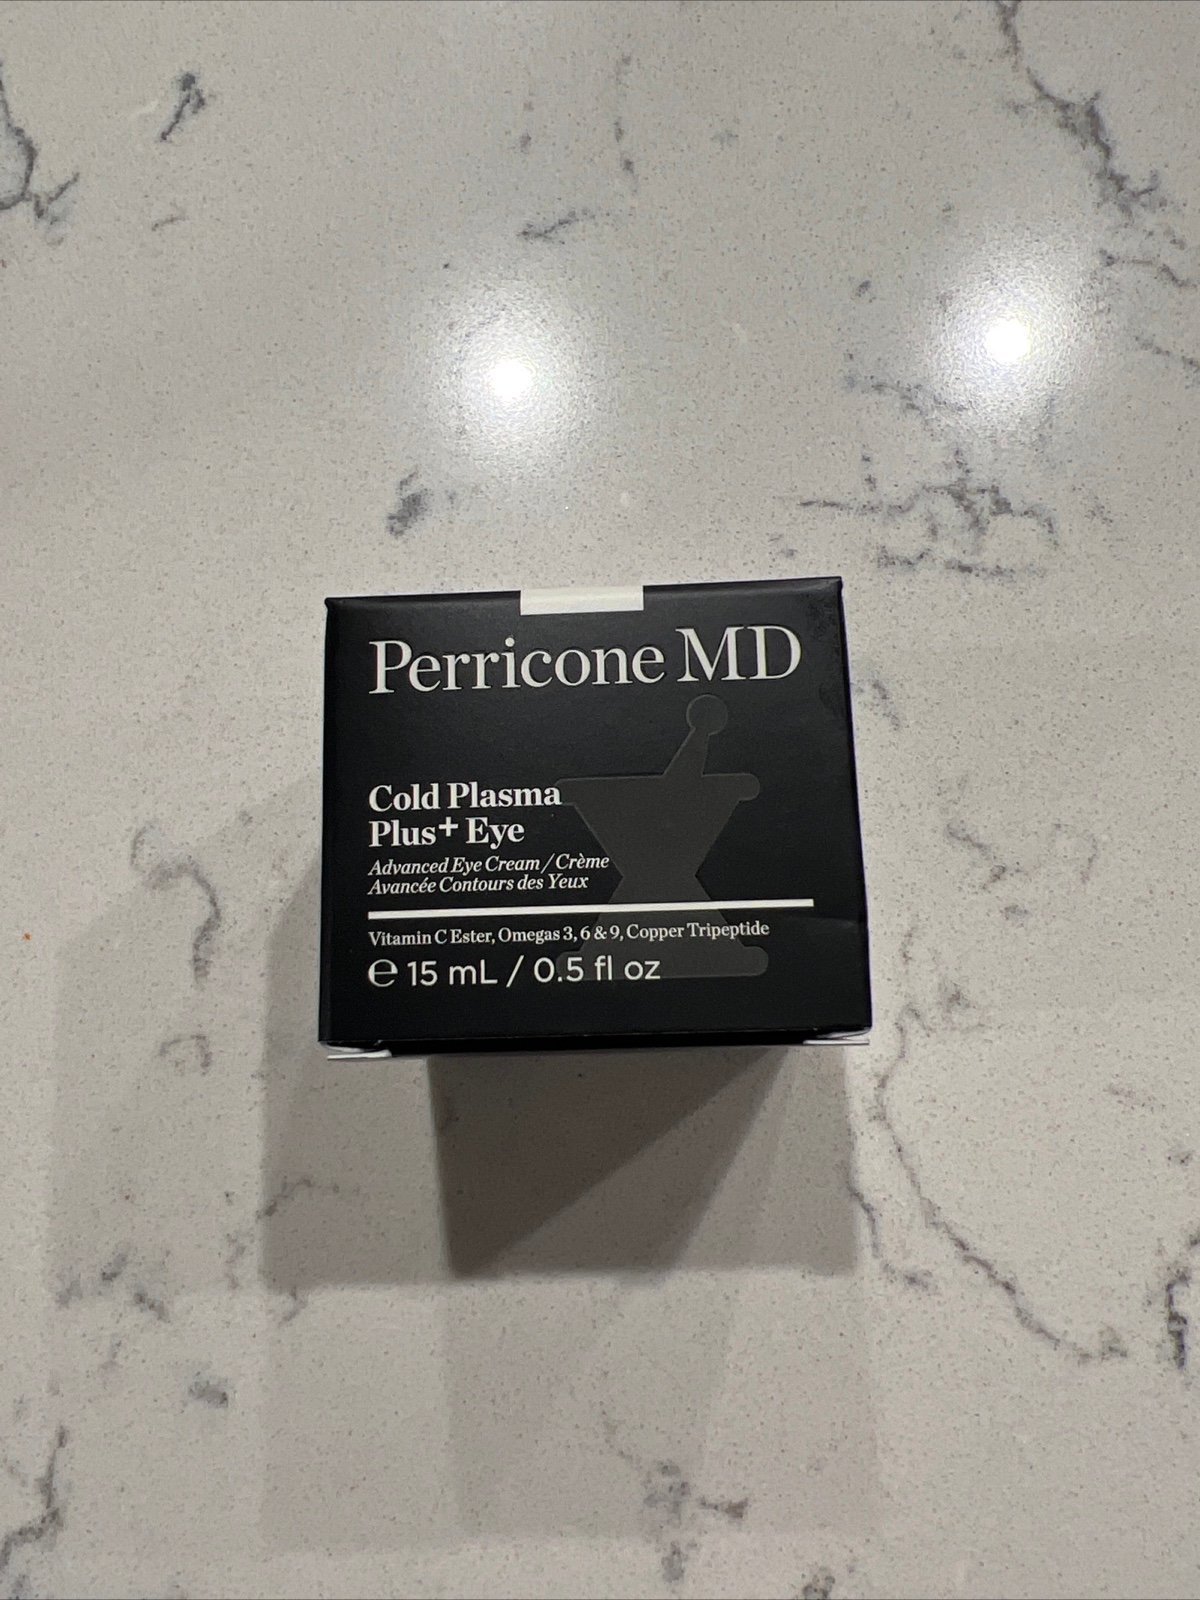 Perricone MD
Cold Plasma
Plus+ Eye
Advanced Eye Cream / Crème
Avancée Contours des Yeux
Vitamin C Ester, Omegas 3, 6 & 9, Copper Tripeptide
℮ 15 mL / 0.5 fl oz